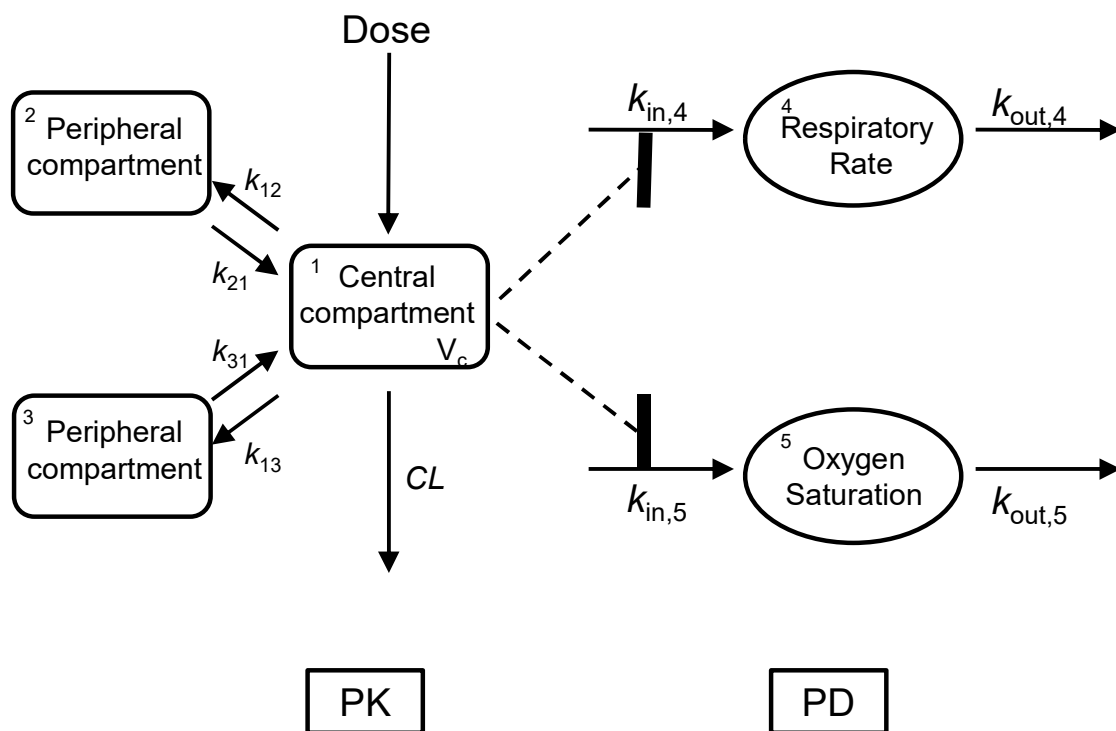 Dose
2 Peripheral
compartment
k12
k21
1 Central
compartment
Vc
k31
k13
3 Peripheral
compartment
CL
PK
kin,4
4
Respiratory
Rate
kout,4
5 Oxygen
Saturation
kin,5
kout,5
PD